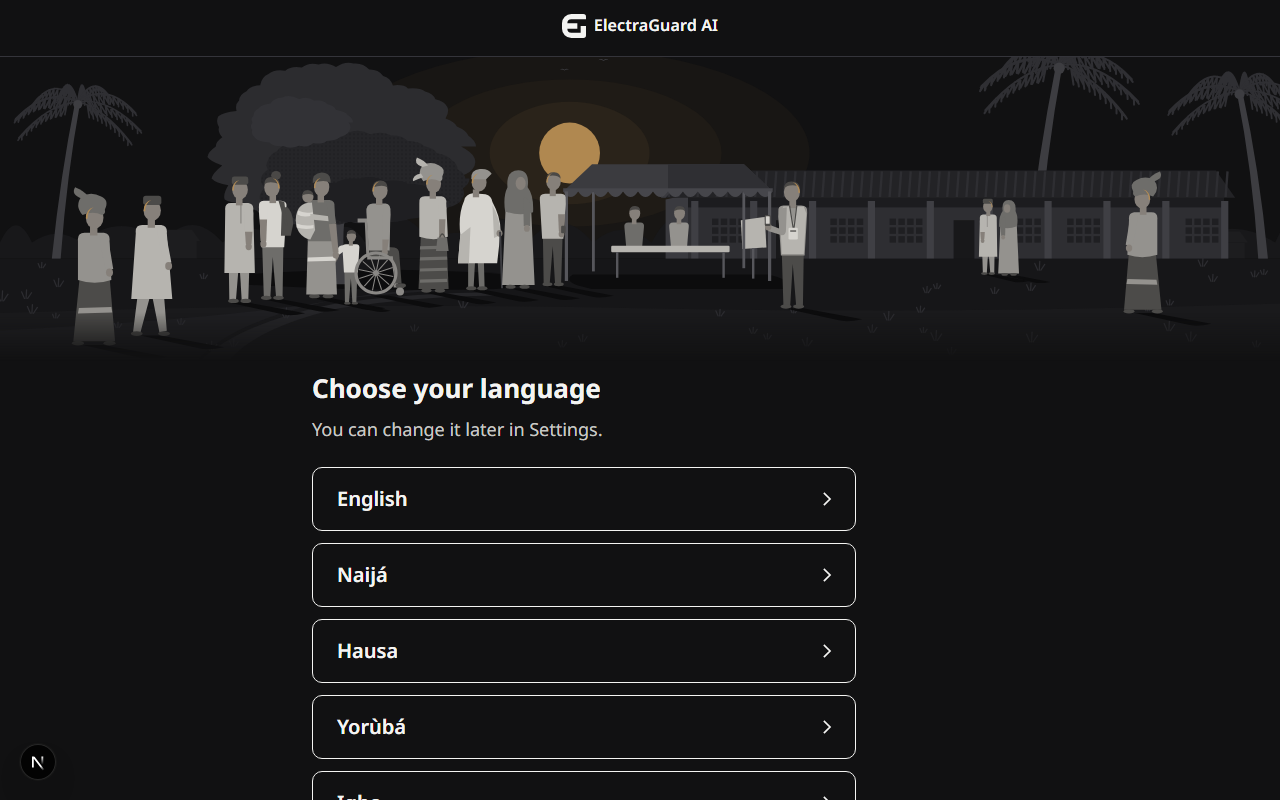 ElectraGuard AI
Choose your language
You can change it later in Settings.
English
Naijá
Hausa
Yorùbá
N